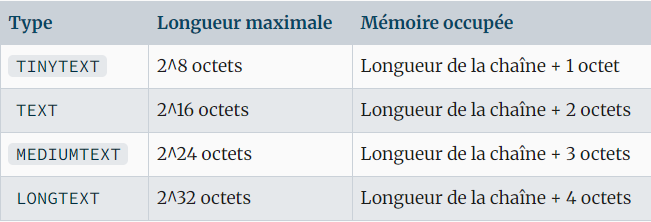 Type Longueur maximale Mémoire occupée
TINYTEXT 2^8 octets Longueur de la chaîne + 1 octet
TEXT 2^16 octets Longueur de la chaîne + 2 octets
MEDIUMTEXT 2^24 octets Longueur de la chaîne + 3 octets
LONGTEXT 2^32 octets Longueur de la chaîne + 4 octets